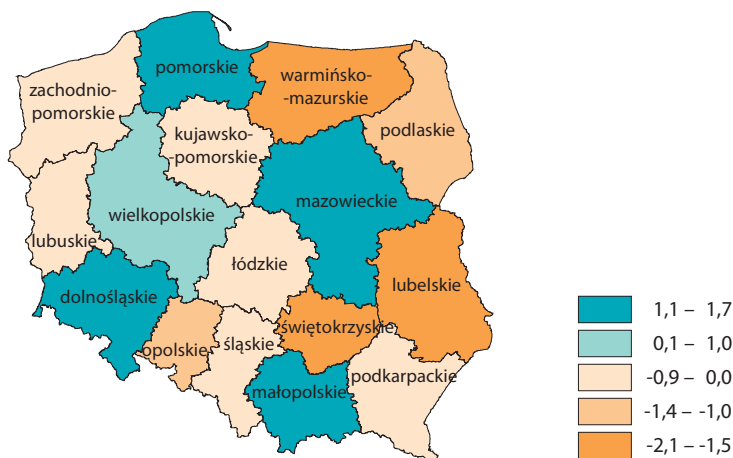 pomorskie
warmińsko-
-mazurskie
zachodnio-
pomorskie
podlaskie
kujawsko-
-pomorskie
mazowieckie
wielkopolskie
lubuskie
łódzkie
lubelskie
dolnośląskie
świętokrzyskie
opolskie
śląskie
podkarpackie
małopolskie
1,1 – 1,7
0,1 – 1,0
-0,9 – 0,0
-1,4 – -1,0
-2,1 – -1,5